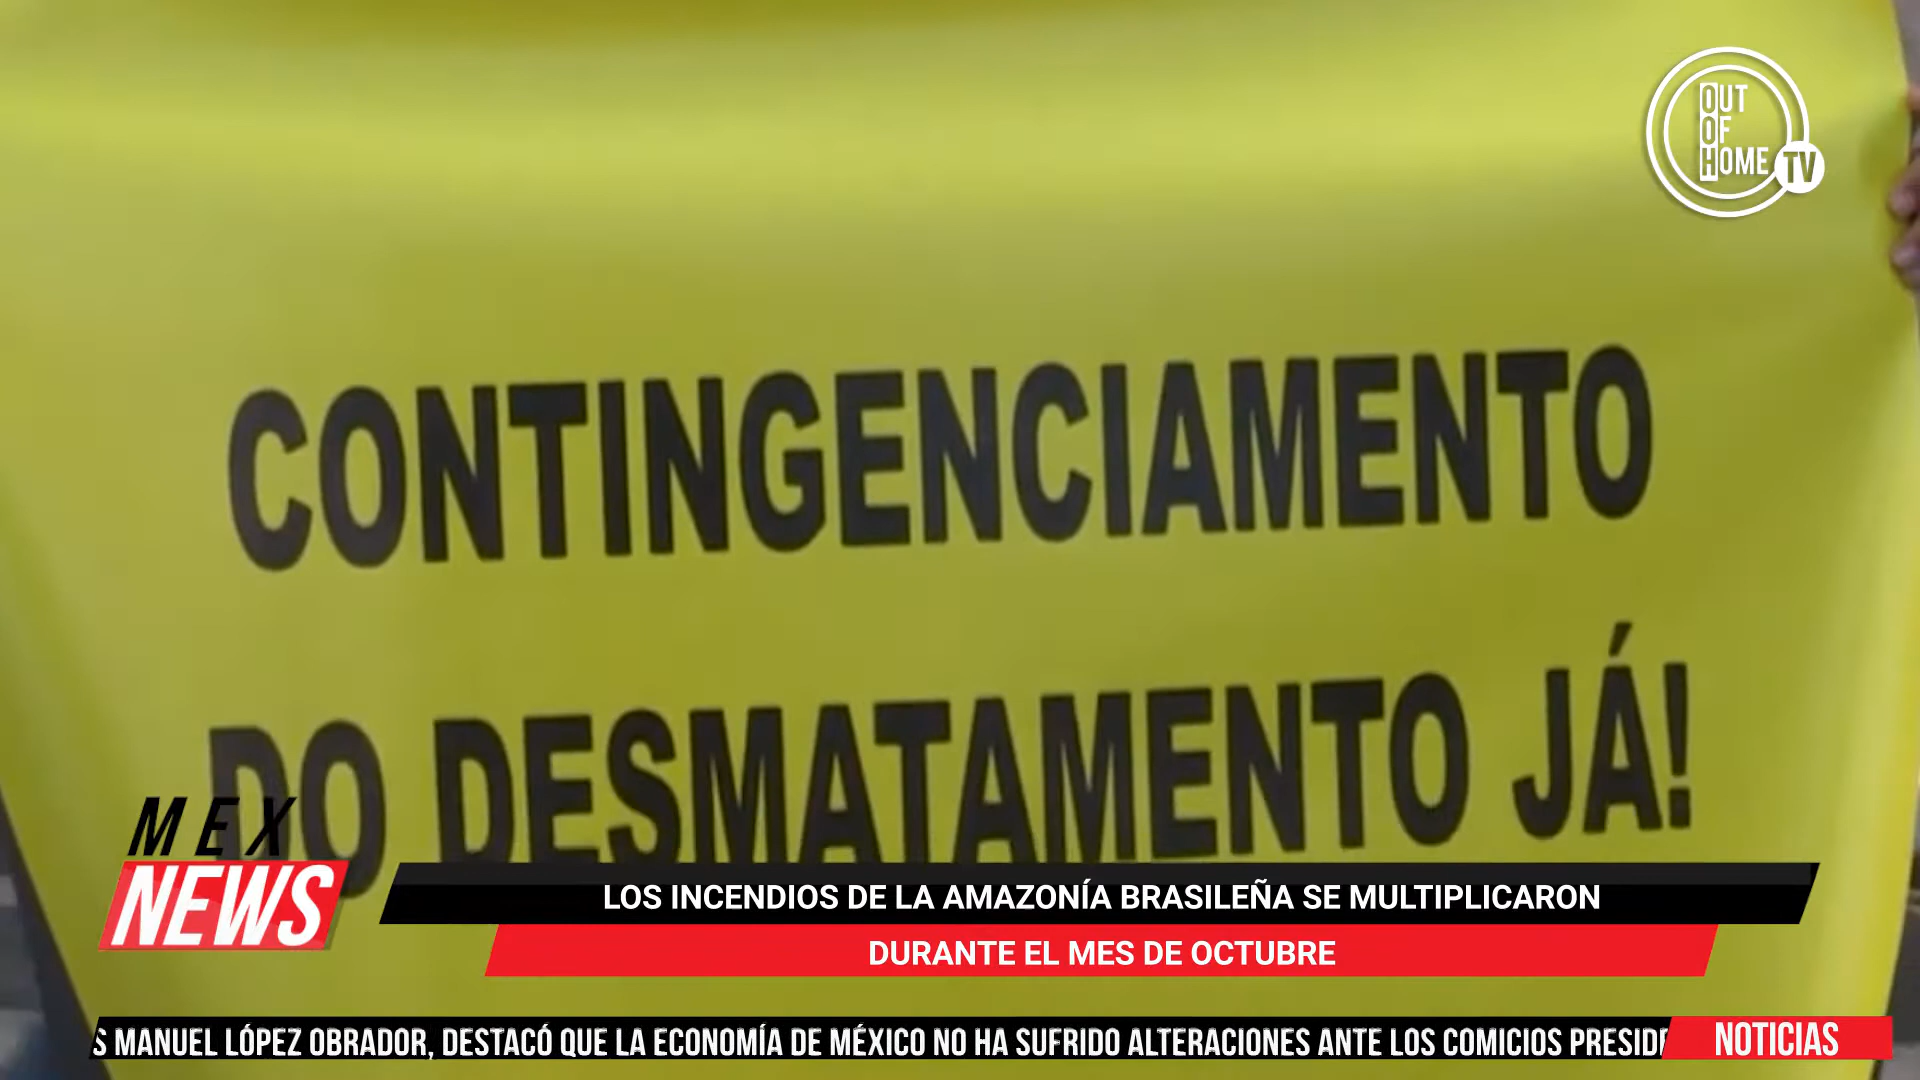 OUT
OF
HOME TV
CONTINGENCIAMENTO
DO DESMATAMENTO JÁ!
MEX
NEWS
LOS INCENDIOS DE LA AMAZONÍA BRASILEÑA SE MULTIPLICARON
DURANTE EL MES DE OCTUBRE
S MANUEL LÓPEZ OBRADOR, DESTACÓ QUE LA ECONOMÍA DE MÉXICO NO HA SUFRIDO ALTERACIONES ANTE LOS COMICIOS
NOTICIAS